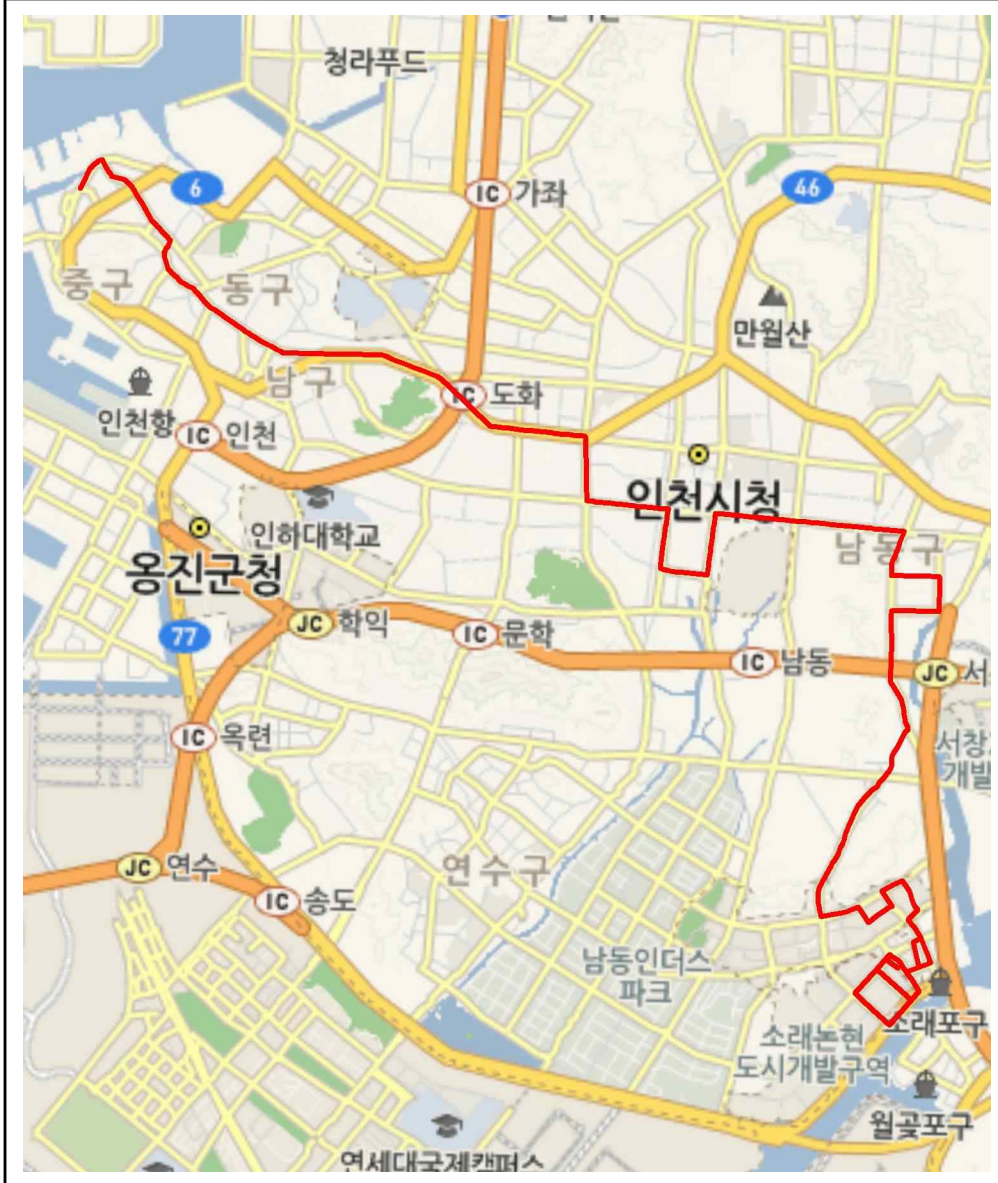 청라푸드
6
IC 가좌
46
중구
동구
만월산
남구
IC 도화
인천항
IC 인천
인천시청
인하대학교
남동구
옹진군청
JC 학익
IC 문학
77
IC 남동
JC 서
IC 옥련
서창
개발
JC 연수
연수구
IC 송도
남동인더스
파크
소래포구
소래논현
도시개발구역
월곶포구
연세대국제캠퍼스